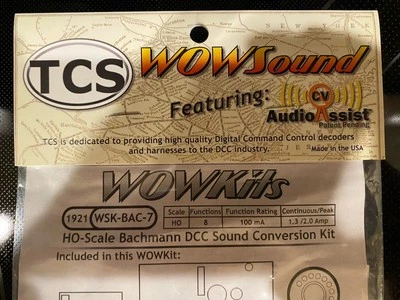 TCS
WOWSound
Featuring:
CV
AudioAssist
Patent Pending
TCS is dedicated to providing high quality Digital Command Control decoders
and harnesses to the DCC industry.
Made in the USA
WOWKits
1921 WSK-BAC-7
Scale Functions Function Rating Continuous/Peak
HO 8 100 mA 1.3 /2.0 Amp
HO-Scale Bachmann DCC Sound Conversion Kit
Included in this WOWKit: